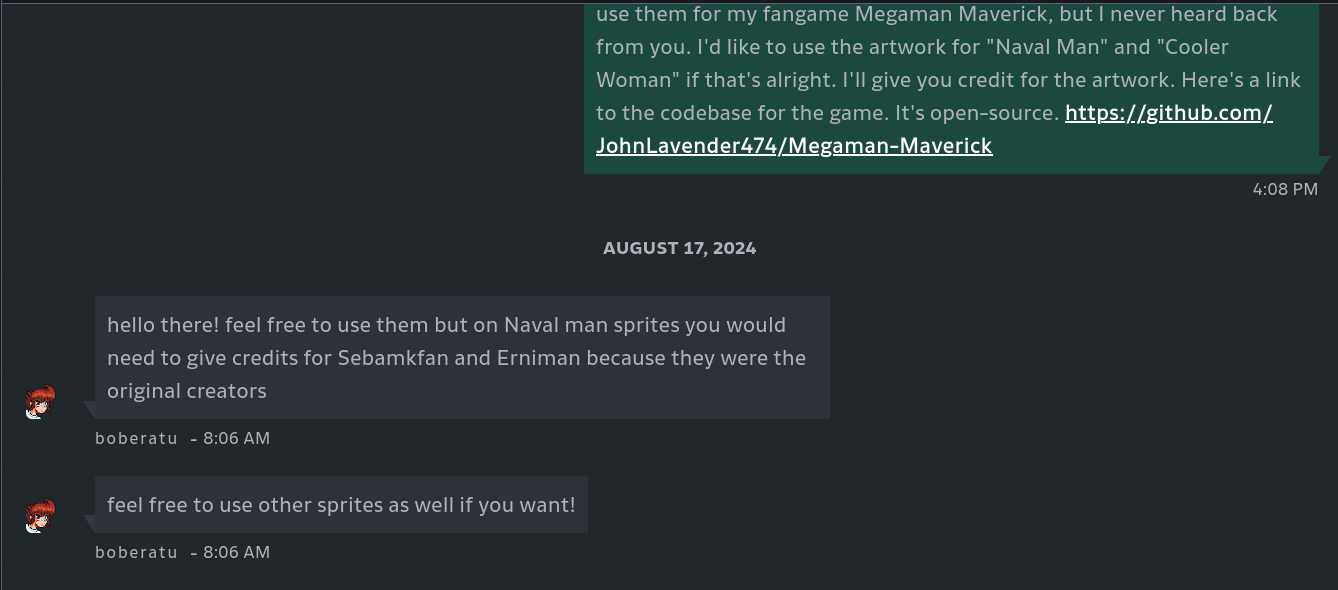 use them for my fangame Megaman Maverick, but I never heard back
from you. I'd like to use the artwork for "Naval Man" and "Cooler
Woman" if that's alright. I'll give you credit for the artwork. Here's a link
to the codebase for the game. It's open-source. https://github.com/
JohnLavender474/Megaman-Maverick
4:08 PM
AUGUST 17, 2024
hello there! feel free to use them but on Naval man sprites you would
need to give credits for Sebamkfan and Erniman because they were the
original creators
boberatu - 8:06 AM
feel free to use other sprites as well if you want!
boberatu - 8:06 AM